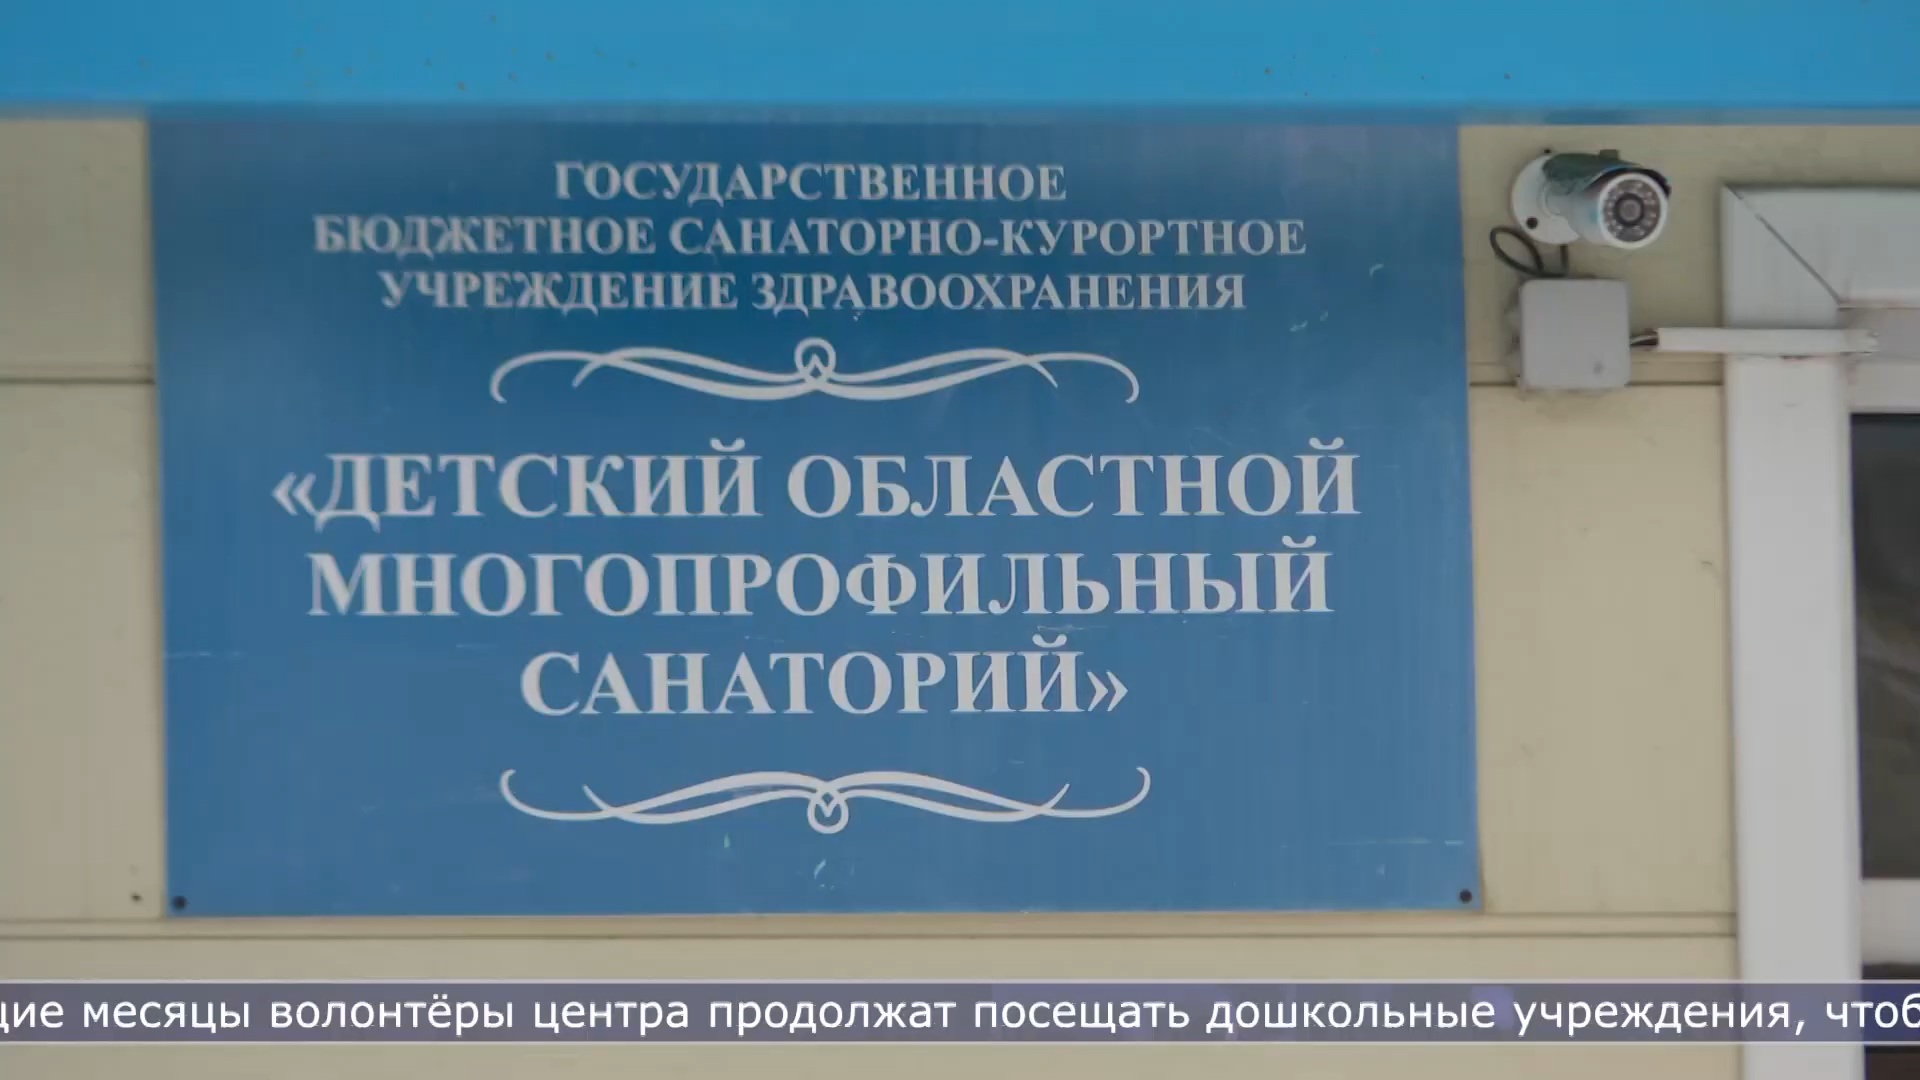 ГОСУДАРСТВЕННОЕ
БЮДЖЕТНОЕ САНАТОРНО-КУРОРТНОЕ
УЧРЕЖДЕНИЕ ЗДРАВООХРАНЕНИЯ
«ДЕТСКИЙ ОБЛАСТНОЙ
МНОГОПРОФИЛЬНЫЙ
САНАТОРИЙ»
месяцы волонтёры центра продолжат посещать дошкольные учреждения,